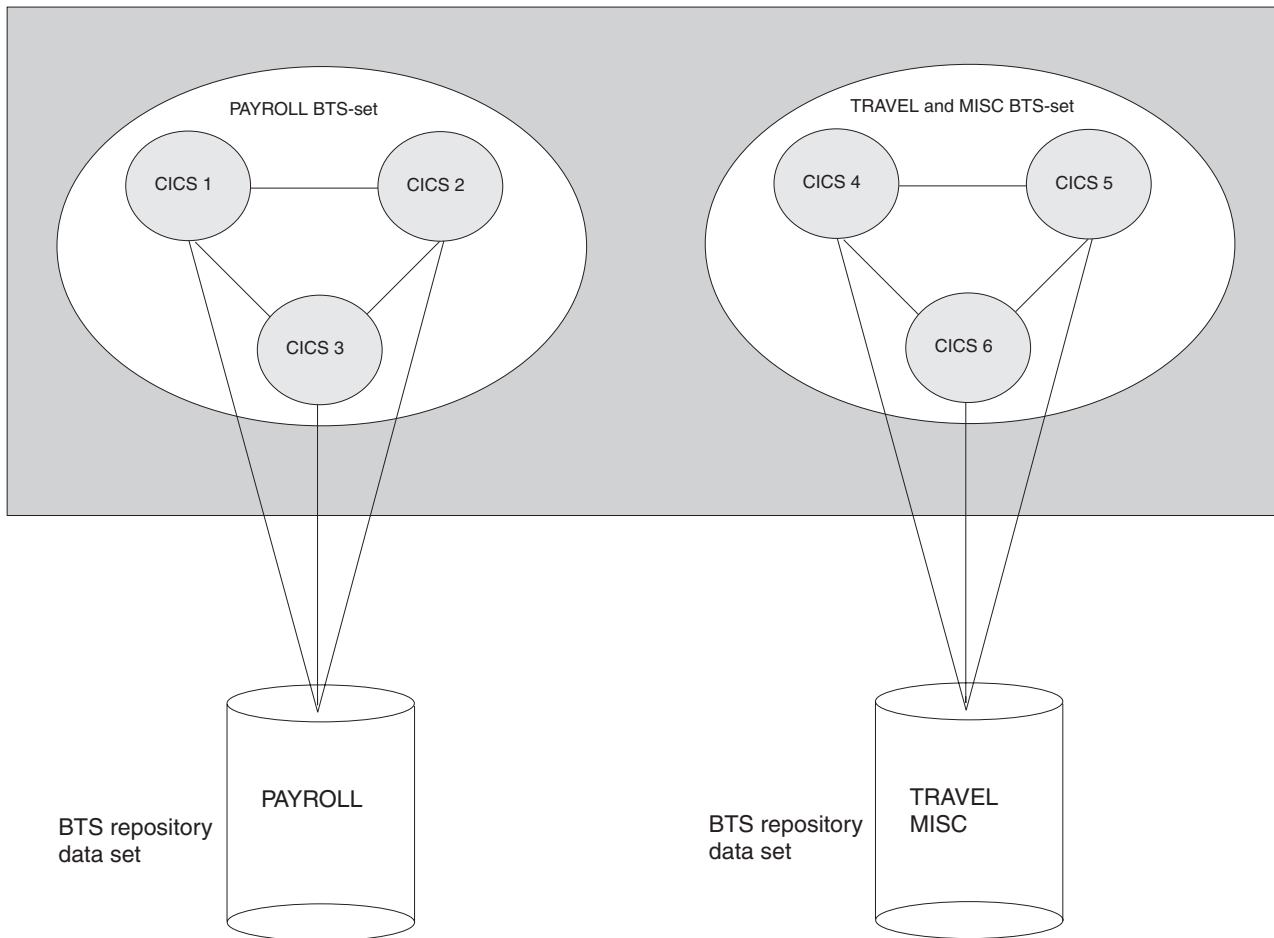 PAYROLL BTS-set
CICS 1
CICS 2
CICS 3
TRAVEL and MISC BTS-set
CICS 4
CICS 5
CICS 6
BTS repository
data set
PAYROLL
BTS repository
data set
TRAVEL
MISC